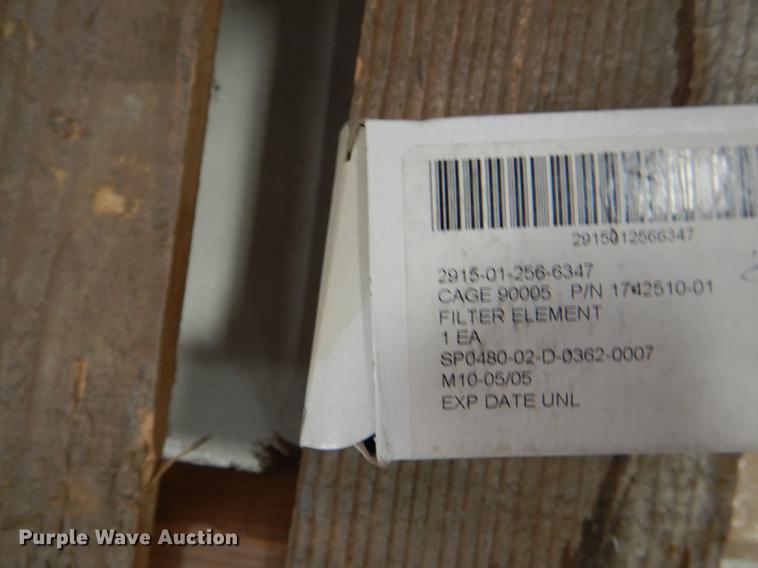 2915012566347
2915-01-256-6347
CAGE 90005 P/N 1742510-01
FILTER ELEMENT
1 EA
SP0480-02-D-0362-0007
M10-05/05
EXP DATE UNL
Purple Wave Auction